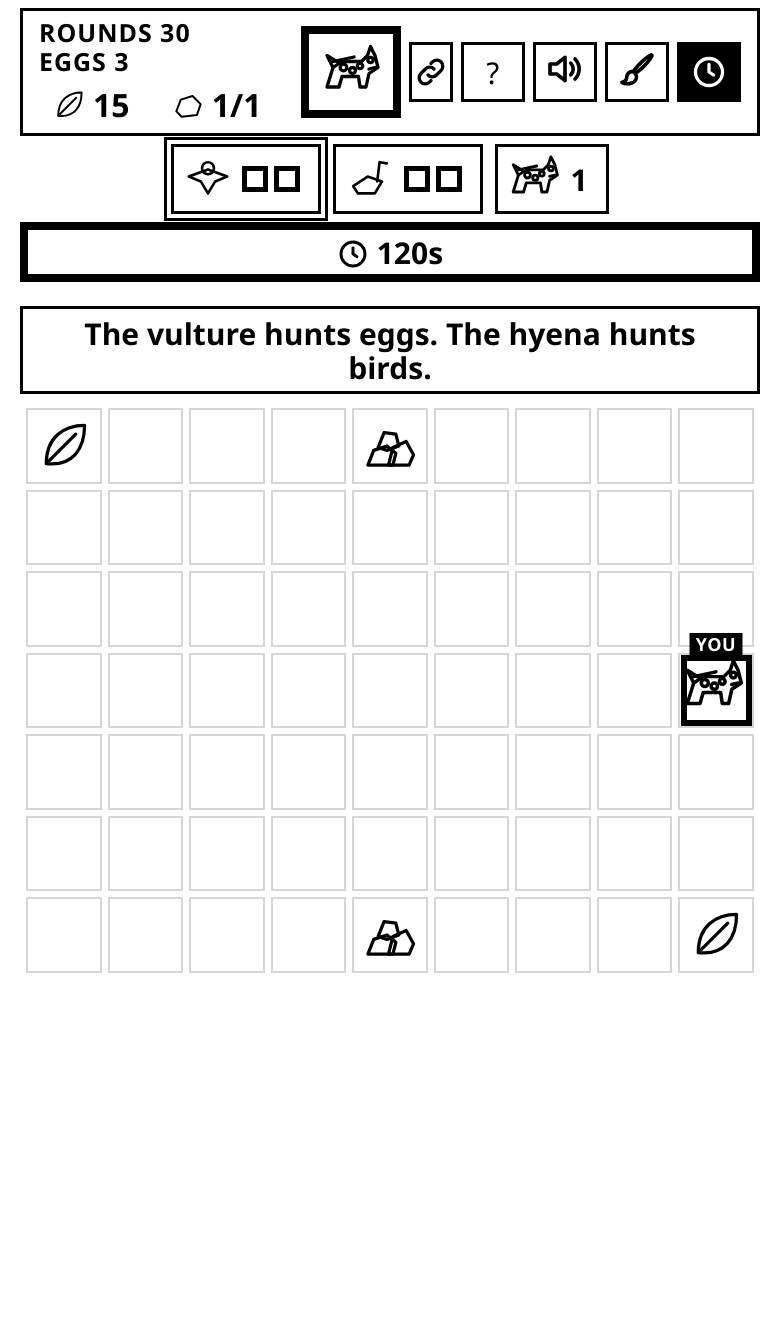 ROUNDS 30
EGGS 3
15 1/1
?
1
120s
The vulture hunts eggs. The hyena hunts
birds.
YOU